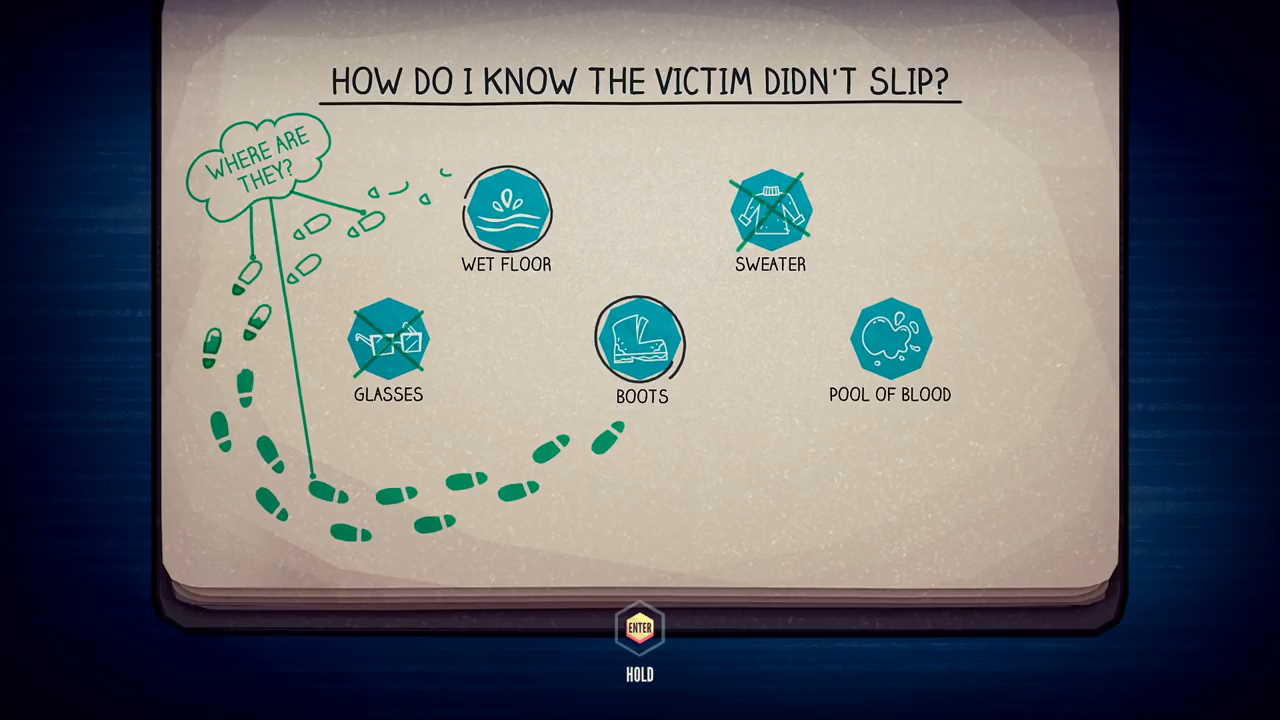 HOW DO I KNOW THE VICTIM DIDN'T SLIP?
WHERE ARE
THEY?
WET FLOOR
SWEATER
GLASSES
BOOTS
POOL OF BLOOD
ENTER
HOLD